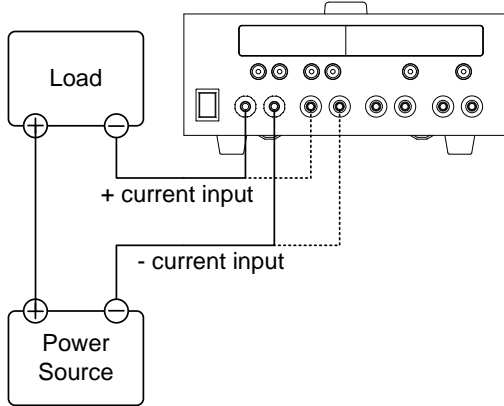 Load
+ current input
- current input
Power
Source